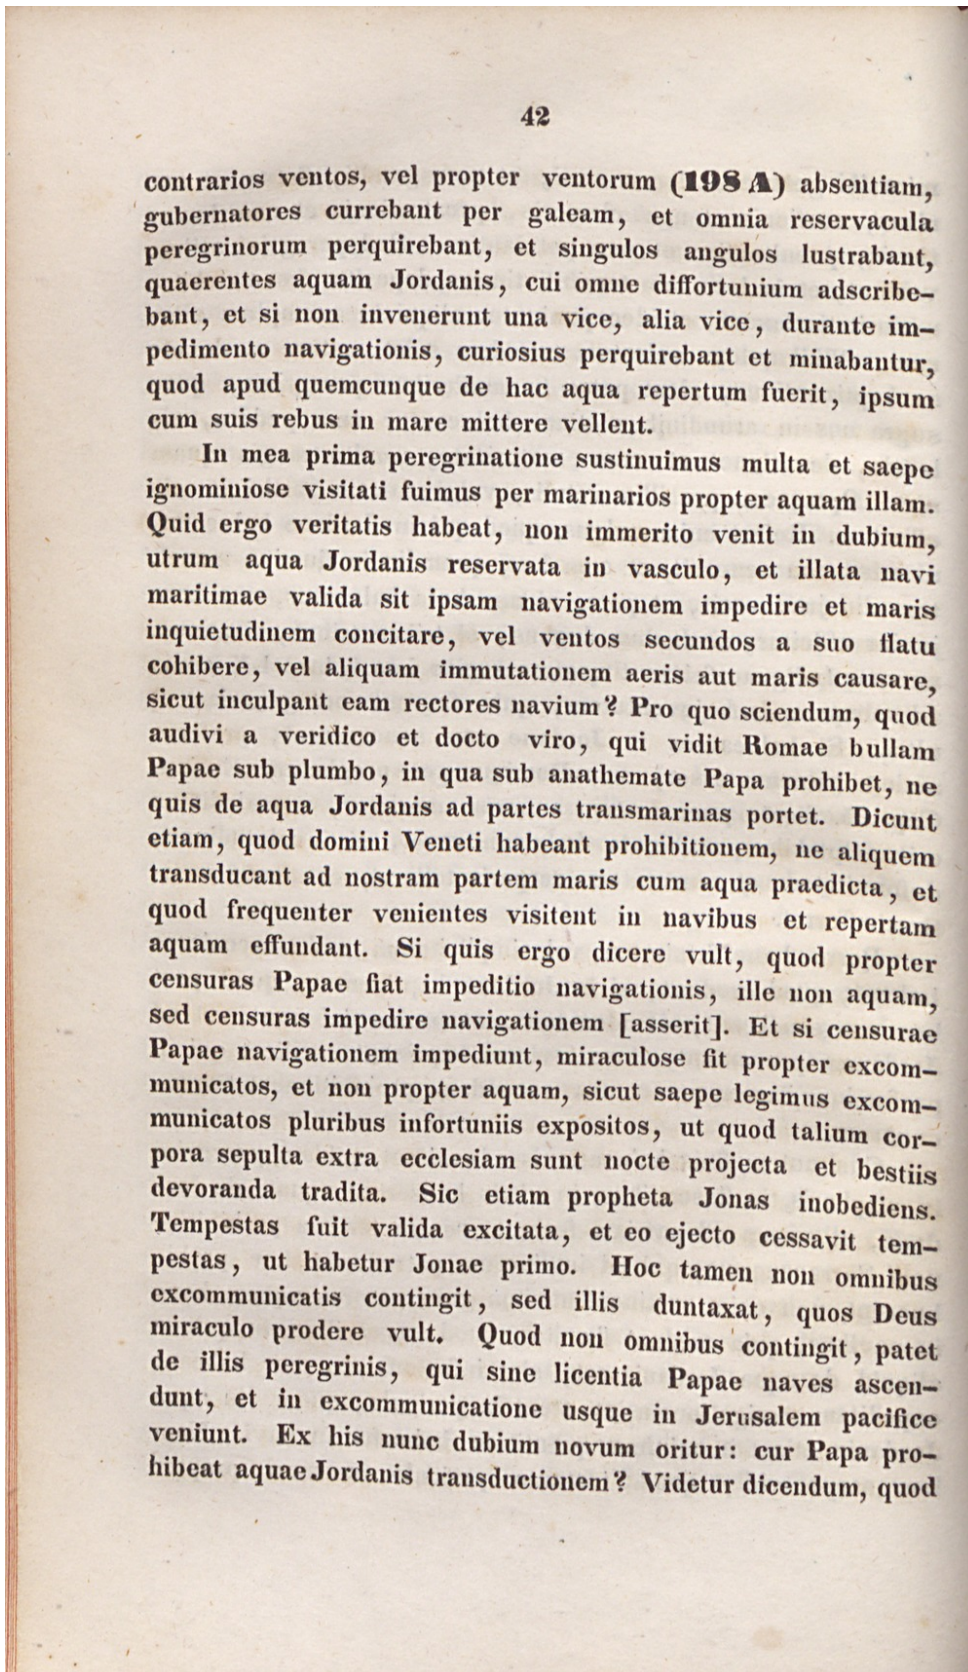 42
contrarios ventos, vel propter ventorum (198 A) absentiam,
gubernatores currebant per galeam, et omnia reservacula
peregrinorum perquirebant, et singulos angulos lustrabant,
quaerentes aquam Jordanis, cui omne diffortunium adscribe-
bant, et si non invenerunt una vice, alia vice, durante im-
pedimento navigationis, curiosius perquirebant et minabantur,
quod apud quemcunque de hac aqua repertum fuerit, ipsum
cum suis rebus in mare mittere vellent.
In mea prima peregrinatione sustinuimus multa et saepe
ignominiose visitati fuimus per marinarios propter aquam illam.
Quid ergo veritatis habeat, non immerito venit in dubium,
utrum aqua Jordanis reservata in vasculo, et illata navi
maritimae valida sit ipsam navigationem impedire et maris
inquietudinem concitare, vel ventos secundos a suo flatu
cohibere, vel aliquam immutationem aeris aut maris causare,
sicut inculpant eam rectores navium? Pro quo sciendum, quod
audivi a veridico et docto viro, qui vidit Romae bullam
Papae sub plumbo, in qua sub anathemate Papa prohibet, ne
quis de aqua Jordanis ad partes transmarinas portet. Dicunt
etiam, quod domini Veneti habeant prohibitionem, ne aliquem
transducant ad nostram partem maris cum aqua praedicta, et
quod frequenter venientes visitent in navibus et repertam
aquam effundant. Si quis ergo dicere vult, quod propter
censuras Papae fiat impeditio navigationis, ille non aquam,
sed censuras impedire navigationem [asserit]. Et si censurae
Papae navigationem impediunt, miraculose fit propter excom-
municatos, et non propter aquam, sicut saepe legimus excom-
municatos pluribus infortuniis expositos, ut quod talium cor-
pora sepulta extra ecclesiam sunt nocte projecta et bestiis
devoranda tradita. Sic etiam propheta Jonas inobediens.
Tempestas fuit valida excitata, et eo ejecto cessavit tem-
pestas, ut habetur Jonae primo. Hoc tamen non omnibus
excommunicatis contingit, sed illis duntaxat, quos Deus
miraculo prodere vult. Quod non omnibus contingit, patet
de illis peregrinis, qui sine licentia Papae naves ascen-
dunt, et in excommunicatione usque in Jerusalem pacifice
veniunt. Ex his nunc dubium novum oritur: cur Papa pro-
hibeat aquae Jordanis transductionem? Videtur dicendum, quod